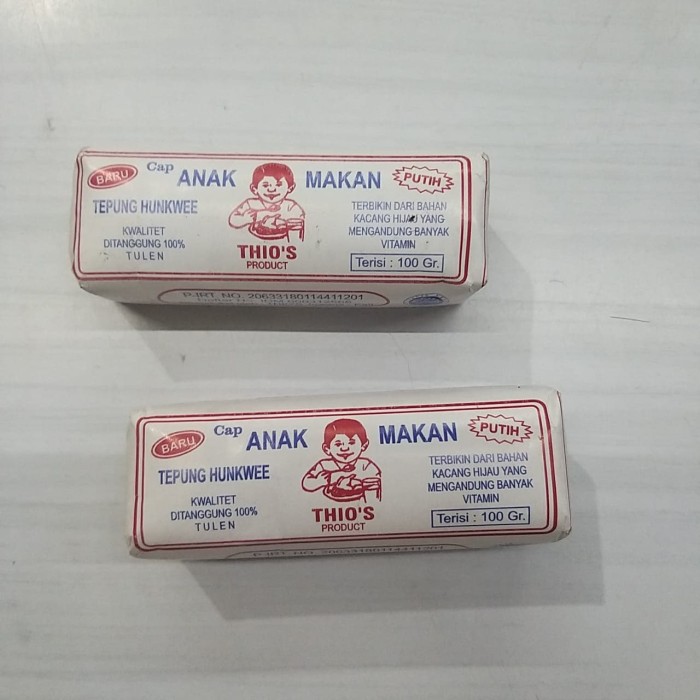 BARU
Cap ANAK MAKAN
PUTIH
TEPUNG HUNKWEE
KWALITET
DITANGGUNG 100%
TULEN
THIO'S
PRODUCT
TERBIKIN DARI BAHAN
KACANG HIJAU YANG
MENGANDUNG BANYAK
VITAMIN
Terisi : 100 Gr.
P.IRT. NO. 20633180114411201
BARU
Cap ANAK MAKAN
PUTIH
TEPUNG HUNKWEE
KWALITET
DITANGGUNG 100%
TULEN
THIO'S
PRODUCT
TERBIKIN DARI BAHAN
KACANG HIJAU YANG
MENGANDUNG BANYAK
VITAMIN
Terisi : 100 Gr.